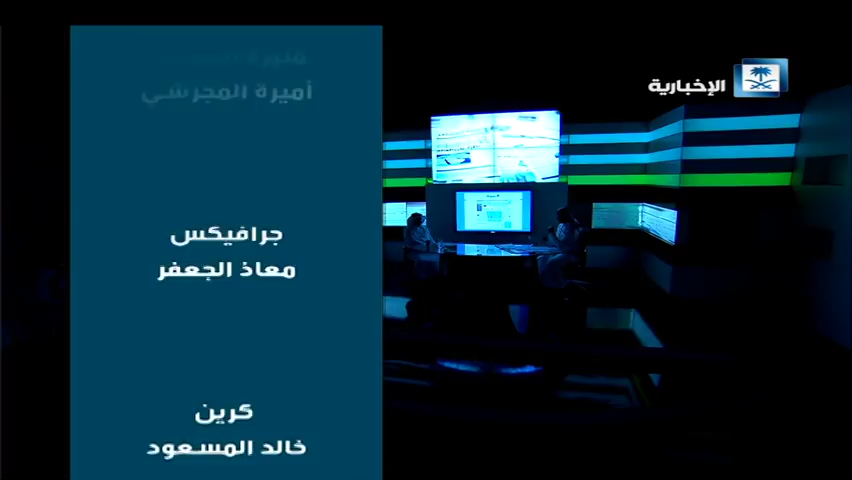 أميرة المجرشي
الإخبارية
جرافيكس
معاذ الجعفر
كرين
خالد المسعود